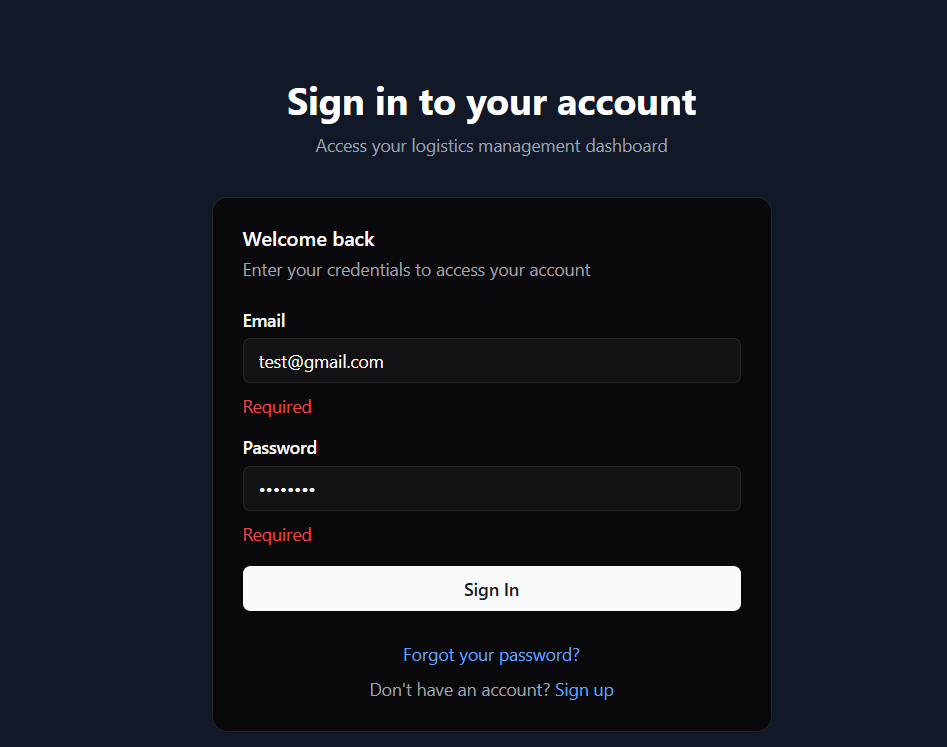 Sign in to your account
Access your logistics management dashboard
Welcome back
Enter your credentials to access your account
Email
test@gmail.com
Required
Password
••••••••
Required
Sign In
Forgot your password?
Don't have an account? Sign up